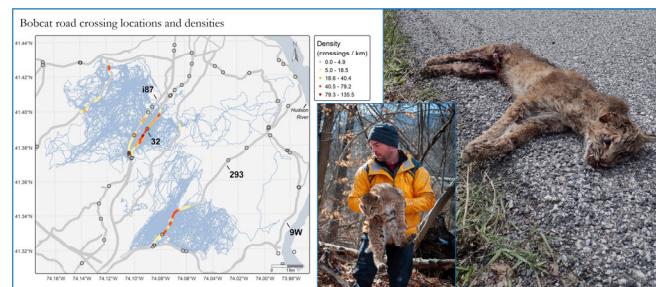 Bobcat road crossing locations and densities
41.44°N
41.42°N
41.40°N
41.38°N
41.36°N
41.34°N
41.32°N
74.16°W 74.14°W 74.12°W 74.10°W 74.08°W 74.06°W 74.04°W 74.02°W 74.00°W 73.98°W
i87
32
293
9W
Hudson
River
Density
(crossings / km)
0.0 - 4.9
5.0 - 18.5
18.6 - 40.4
40.5 - 79.2
79.3 - 135.5